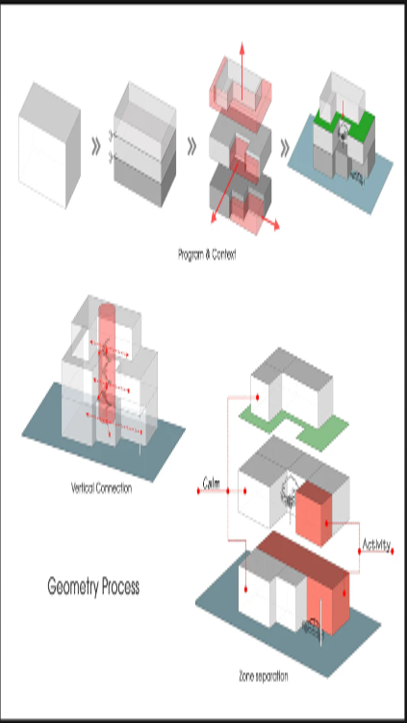 Program & Context
Vertical Connection
Calm
Activity
Geometry Process
Zone separation